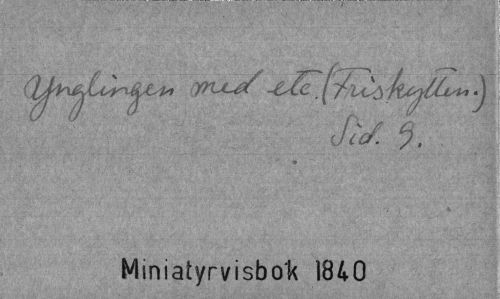 Ynglingen med etc. (Friskytten.)
Sid. 9.
Miniatyrvisbok 1840